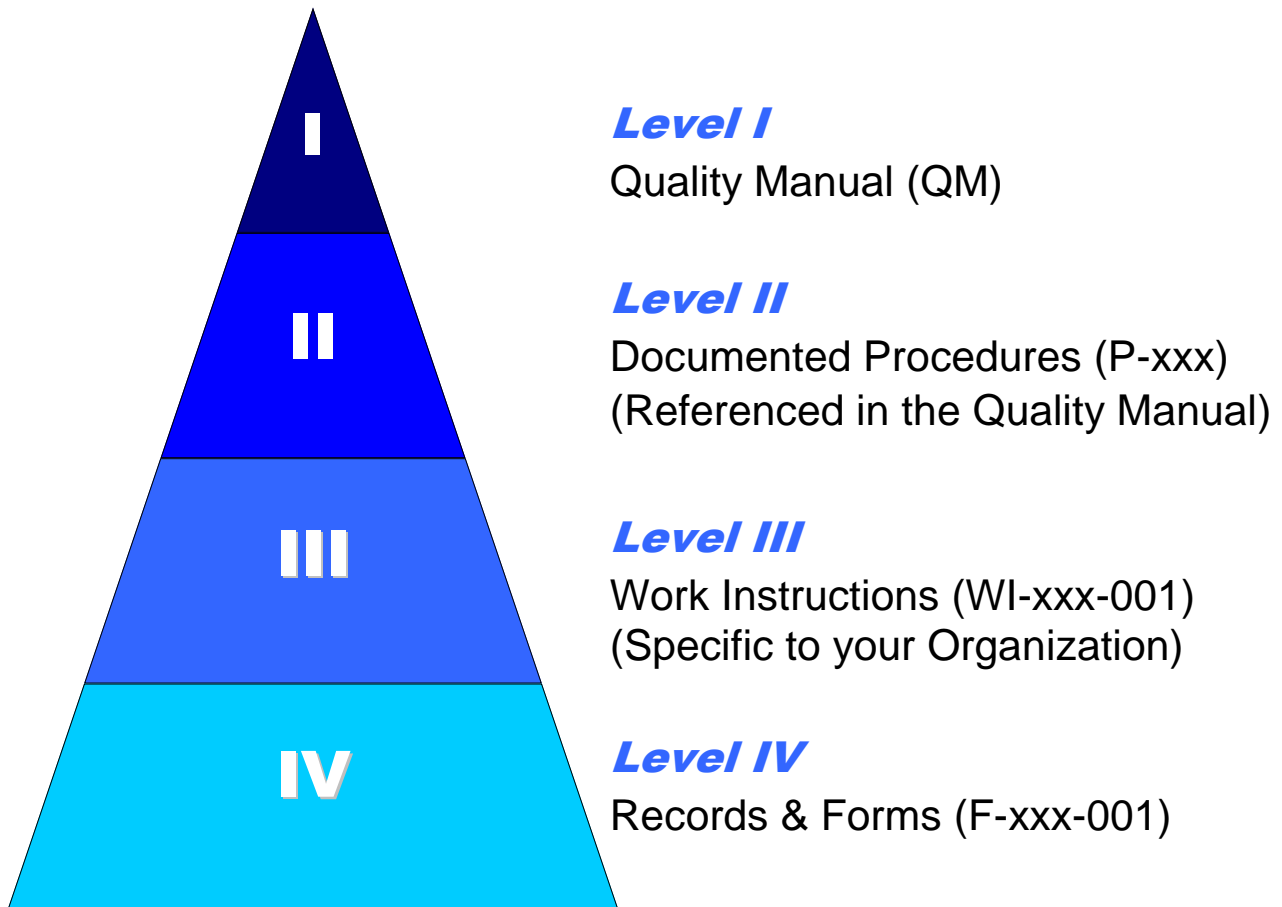 I
Level I
Quality Manual (QM)
II
Level II
Documented Procedures (P-xxx)
(Referenced in the Quality Manual)
III
Level III
Work Instructions (WI-xxx-001)
(Specific to your Organization)
IV
Level IV
Records & Forms (F-xxx-001)